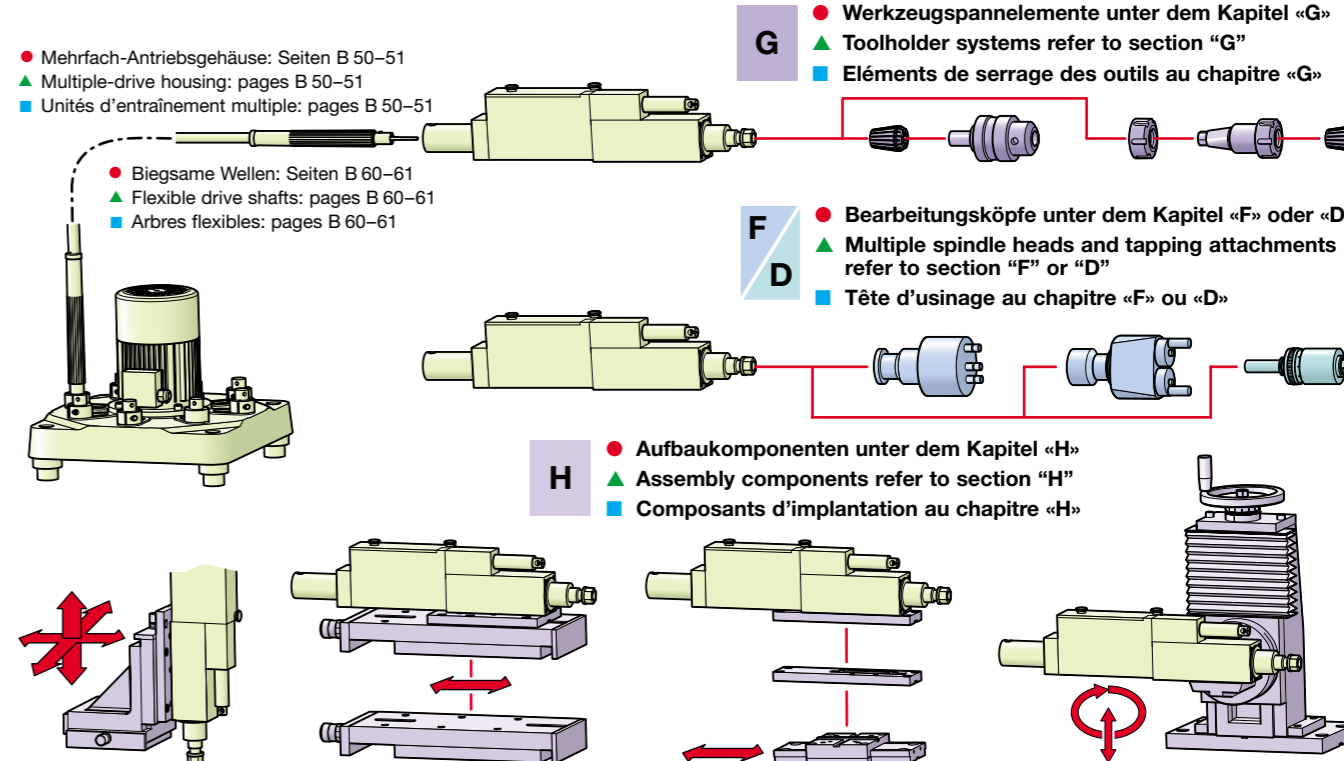 ● Mehrfach-Antriebsgehäuse: Seiten B 50–51
▲ Multiple-drive housing: pages B 50–51
■ Unités d’entraînement multiple: pages B 50–51
● Biegsame Wellen: Seiten B 60–61
▲ Flexible drive shafts: pages B 60–61
■ Arbres flexibles: pages B 60–61
G
● Werkzeugspannelemente unter dem Kapitel «G»
▲ Toolholder systems refer to section “G”
■ Eléments de serrage des outils au chapitre «G»
F
D
● Bearbeitungsköpfe unter dem Kapitel «F» oder «D
▲ Multiple spindle heads and tapping attachments
refer to section “F” or “D”
■ Tête d’usinage au chapitre «F» ou «D»
H
● Aufbaukomponenten unter dem Kapitel «H»
▲ Assembly components refer to section “H”
■ Composants d’implantation au chapitre «H»